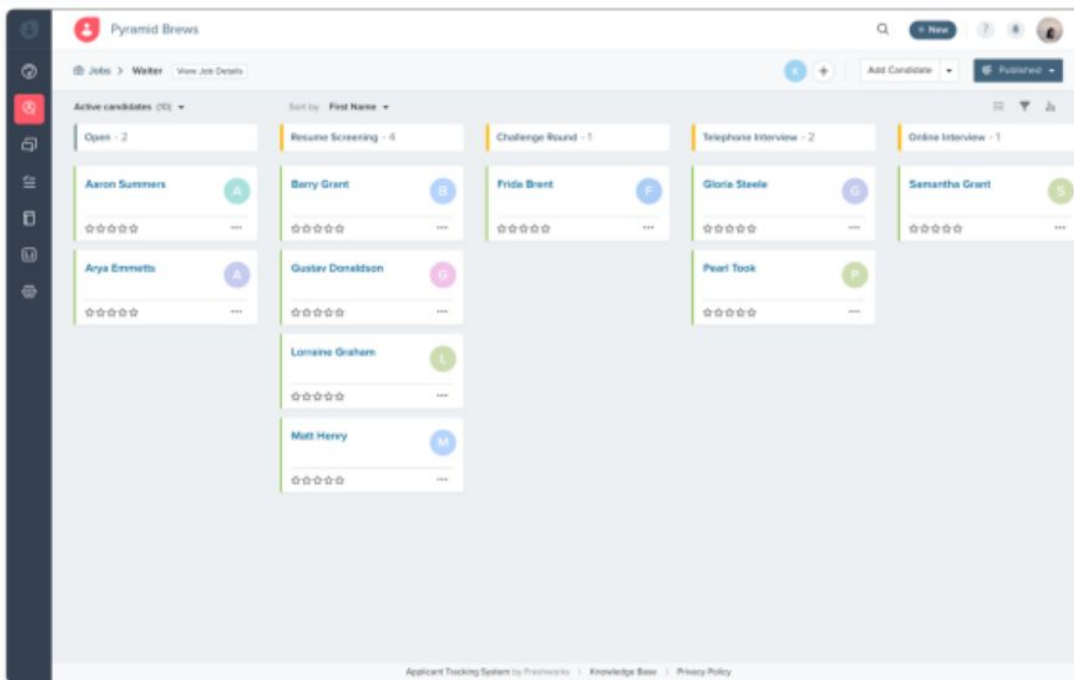 Pyramid Brews
+ New
?
Jobs > Waiter View Job Details
K
+
Add Candidate
Published
Active candidates (10)
Sort by First Name
Open - 2
Resume Screening - 4
Challenge Round - 1
Telephone Interview - 2
Online Interview - 1
Aaron Summers A
Barry Grant B
Frida Brent F
Gloria Steele G
Samantha Grant S
Arya Emmetts A
Gustav Donaldson G
Pearl Took P
Lorraine Graham L
Matt Henry M
Applicant Tracking System by Freshworks | Knowledge Base | Privacy Policy